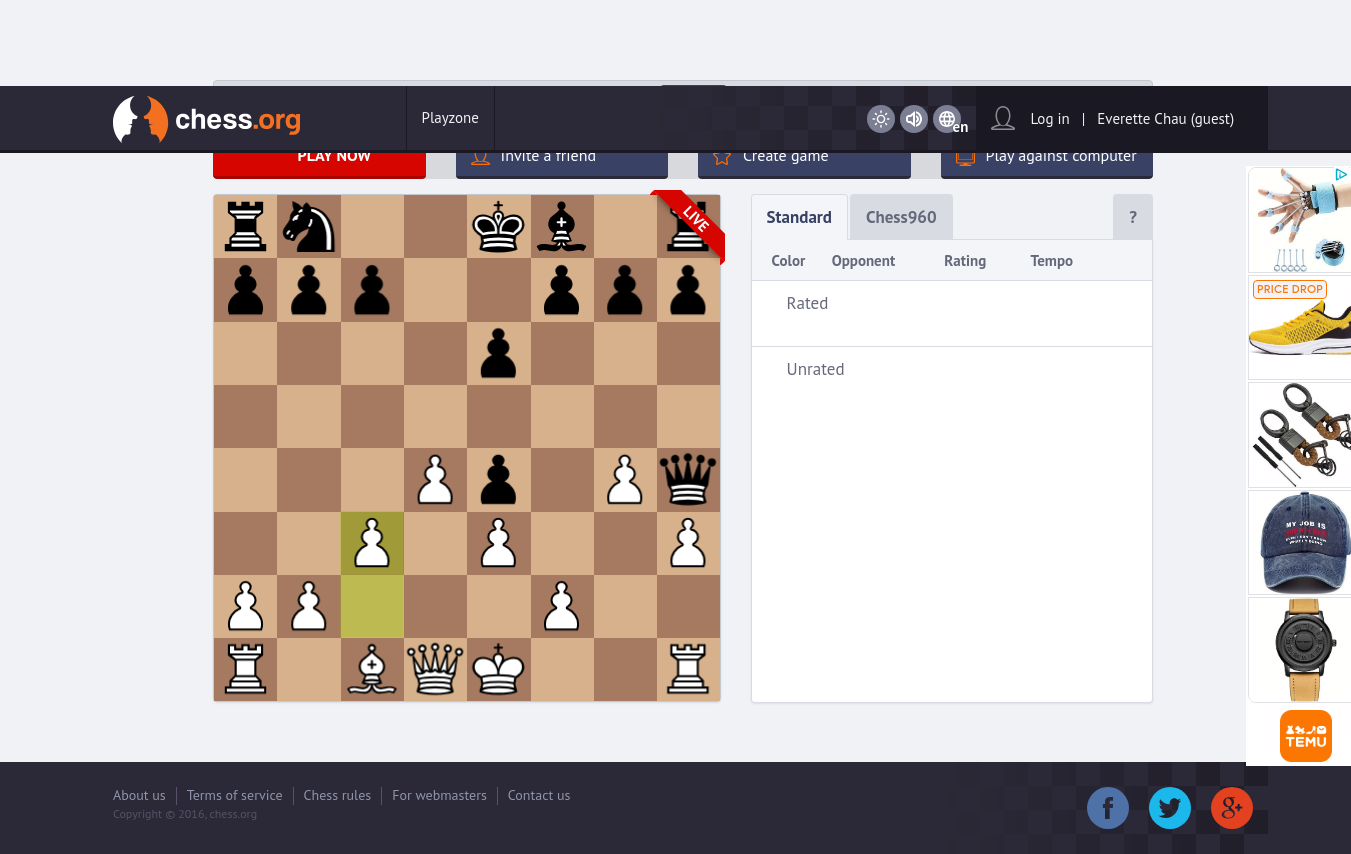 chess.org
Playzone
en
Log in | Everette Chau (guest)
PLAY NOW
Invite a friend
Create game
Play against computer
LIVE
Standard
Chess960
?
Color Opponent Rating Tempo
Rated
Unrated
PRICE DROP
MY JOB IS
TEMU
About us
Terms of service
Chess rules
For webmasters
Contact us
Copyright © 2016, chess.org